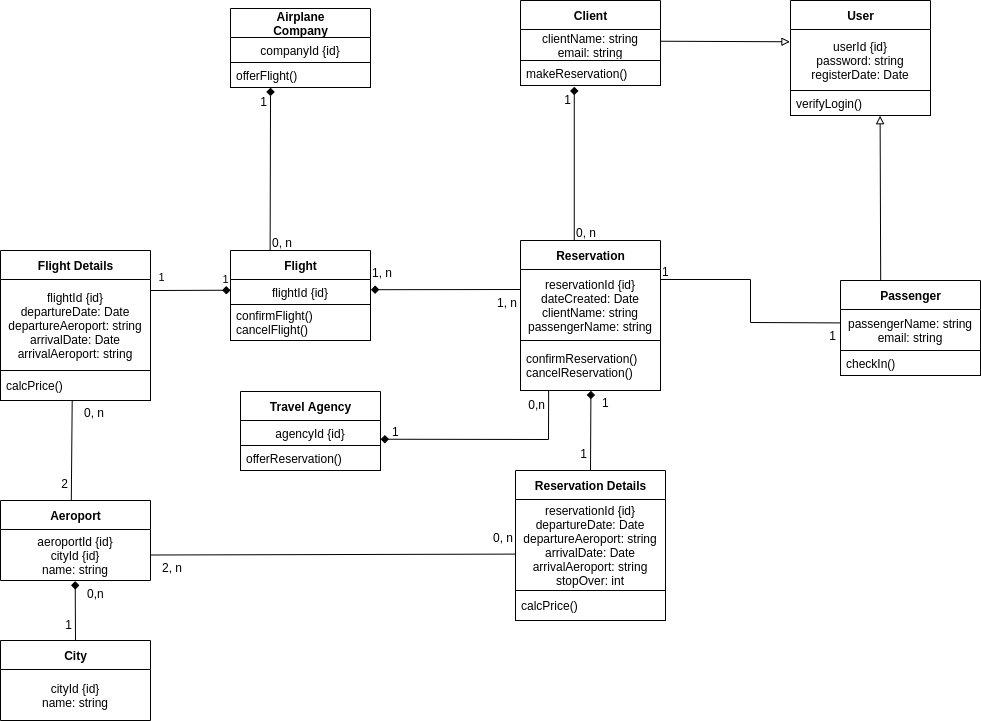 Airplane
Company
companyId {id}
offerFlight()
Client
clientName: string
email: string
makeReservation()
User
userId {id}
password: string
registerDate: Date
verifyLogin()
1
1
0, n
0, n
Flight Details
flightId {id}
departureDate: Date
departureAeroport: string
arrivalDate: Date
arrivalAeroport: string
calcPrice()
1
1
Flight
flightId {id}
confirmFlight()
cancelFlight()
1, n
1, n
Reservation
reservationId {id}
dateCreated: Date
clientName: string
passengerName: string
confirmReservation()
cancelReservation()
1
1
Passenger
passengerName: string
email: string
checkIn()
0, n
2
Travel Agency
agencyId {id}
offerReservation()
1
0,n
1
1
Aeroport
aeroportId {id}
cityId {id}
name: string
2, n
0, n
Reservation Details
reservationId {id}
departureDate: Date
departureAeroport: string
arrivalDate: Date
arrivalAeroport: string
stopOver: int
calcPrice()
0,n
1
City
cityId {id}
name: string